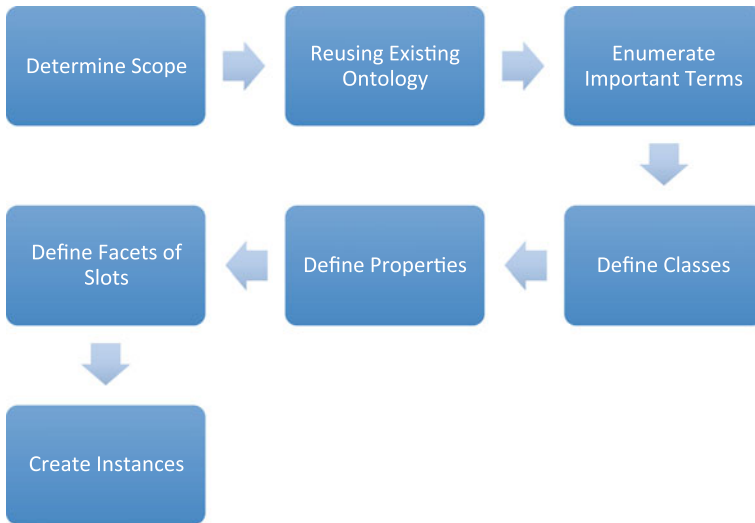 Determine Scope
Reusing Existing
Ontology
Enumerate
Important Terms
Define Facets of
Slots
Define Properties
Define Classes
Create Instances